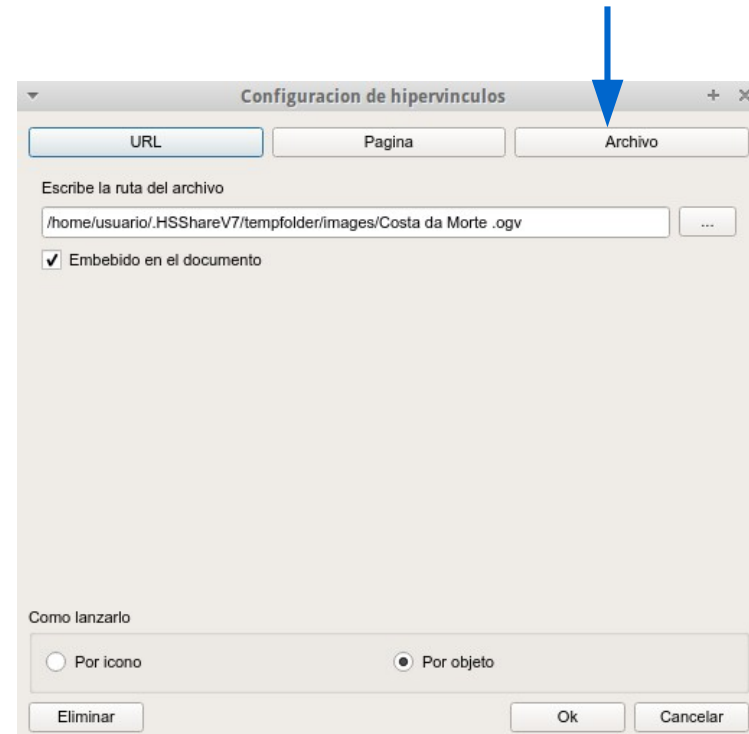 Configuracion de hipervinculos
URL Pagina Archivo
Escribe la ruta del archivo
/home/usuario/.HSShareV7/tempfolder/images/Costa da Morte .ogv ...
Embebido en el documento
Como lanzarlo
Por icono Por objeto
Eliminar Ok Cancelar